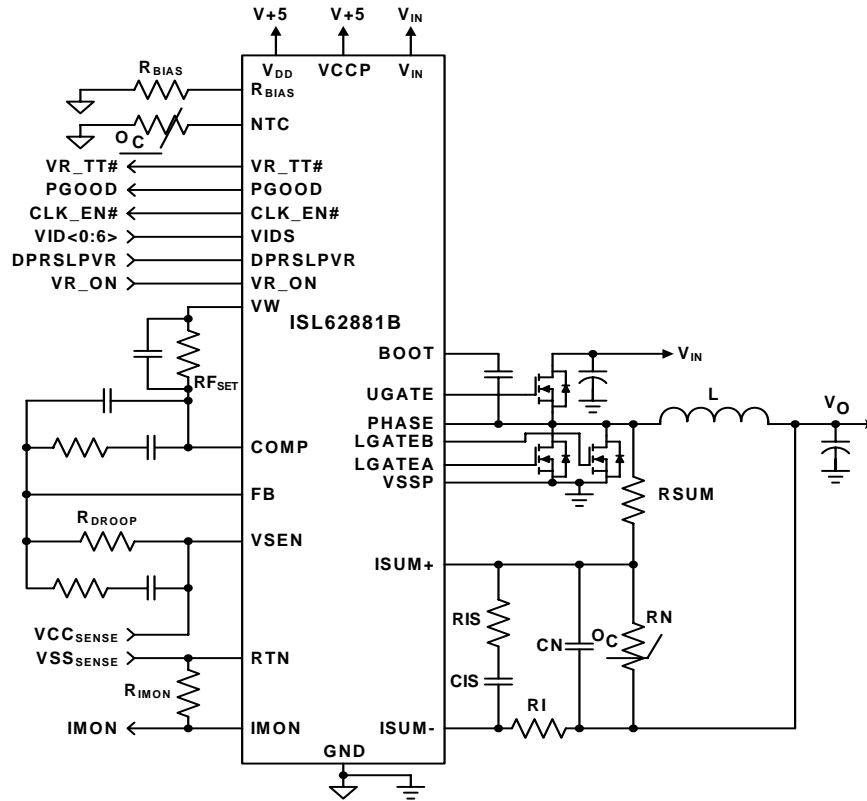 V+5 V+5 VIN
VDD VCCP VIN
RBIAS
RBIAS
NTC
OC
VR_TT# VR_TT#
PGOOD PGOOD
CLK_EN# CLK_EN#
VID<0:6> VIDS
DPRSLPVR DPRSLPVR
VR_ON VR_ON
VW
ISL62881B
RFSET
BOOT
VIN
UGATE
L
VO
PHASE
LGATEB
LGATEA
VSSP
COMP
FB
RDROOP
VSEN
RSUM
ISUM+
VCCSENSE
VSSSENSE RTN
RIMON
IMON IMON
RIS
CIS
CN
OC
RN
RI
ISUM-
GND